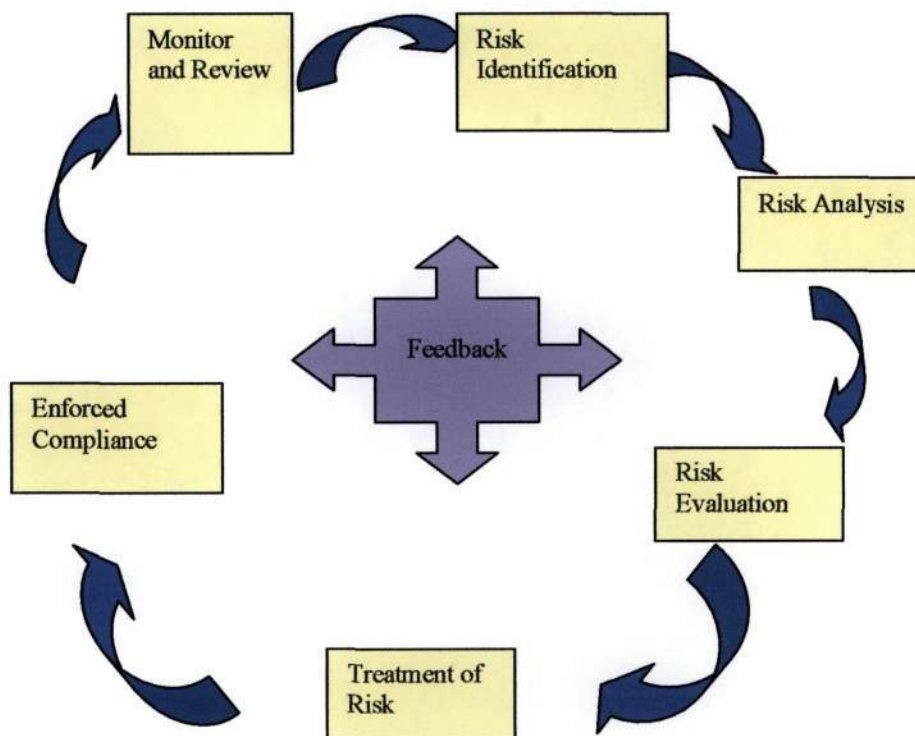 Monitor
and Review
Risk
Identification
Risk Analysis
Feedback
Enforced
Compliance
Risk
Evaluation
Treatment of
Risk